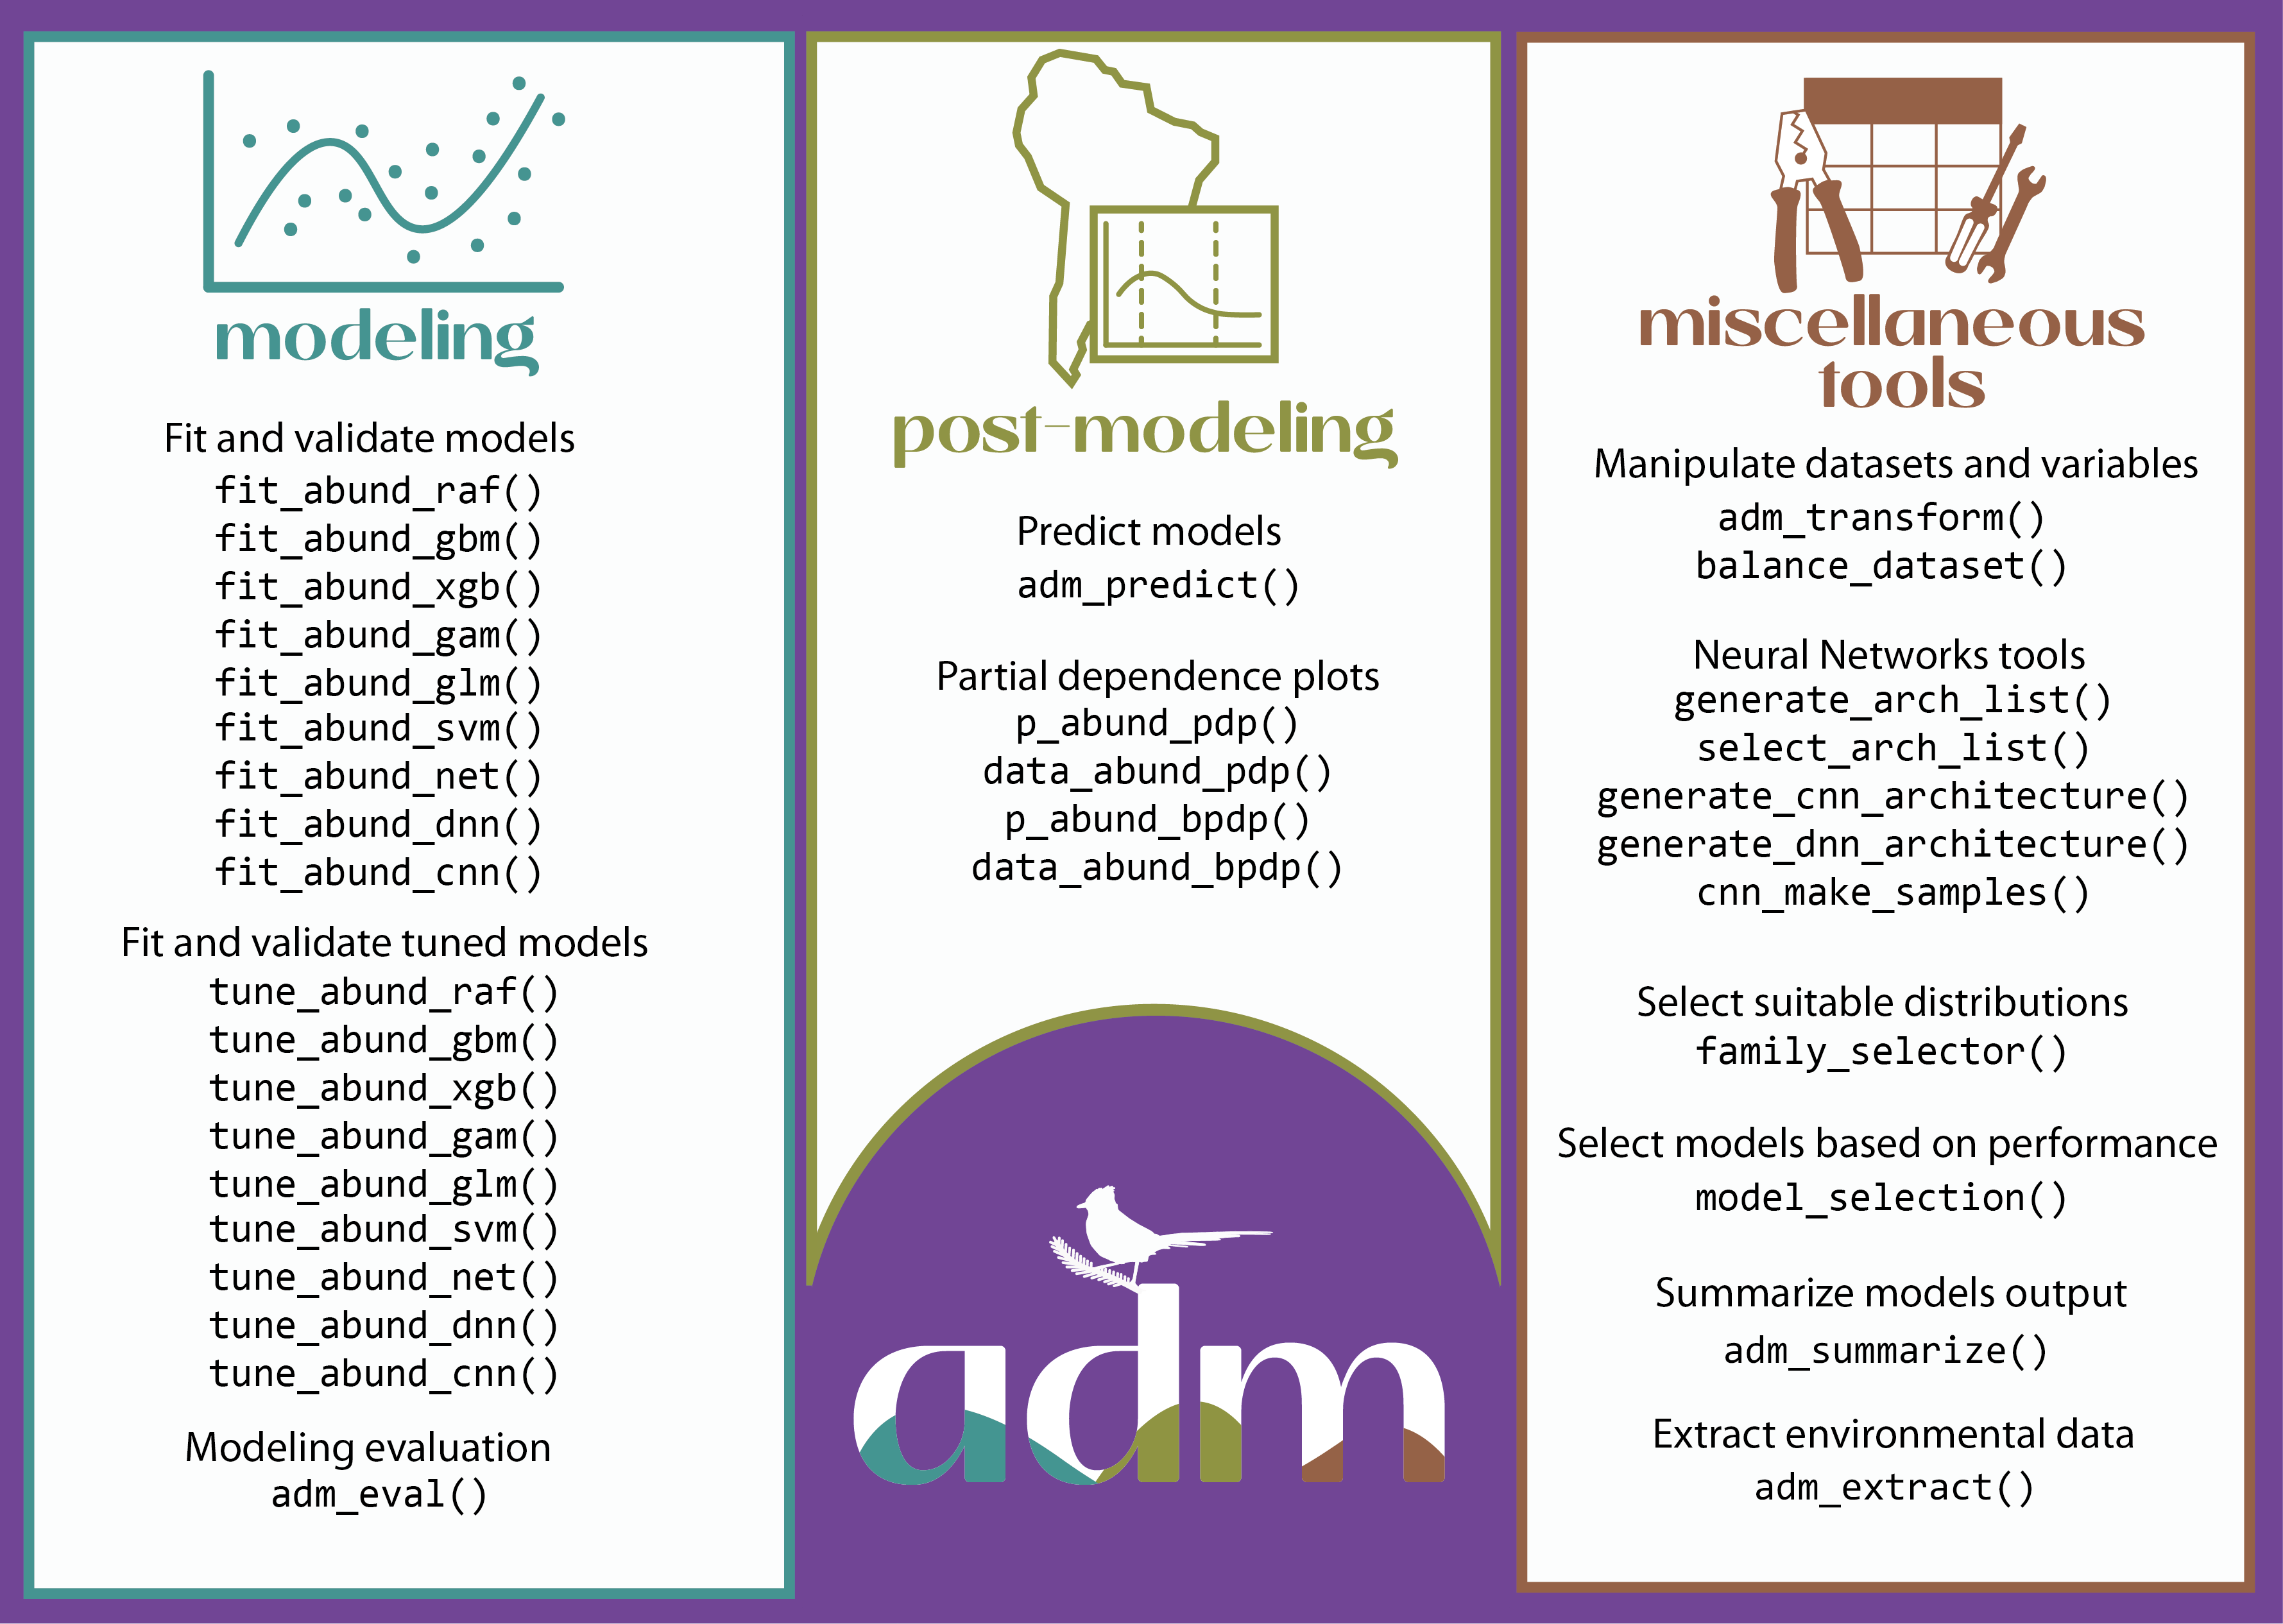 modeling
Fit and validate models
fit_abund_raf()
fit_abund_gbm()
fit_abund_xgb()
fit_abund_gam()
fit_abund_glm()
fit_abund_svm()
fit_abund_net()
fit_abund_dnn()
fit_abund_cnn()
Fit and validate tuned models
tune_abund_raf()
tune_abund_gbm()
tune_abund_xgb()
tune_abund_gam()
tune_abund_glm()
tune_abund_svm()
tune_abund_net()
tune_abund_dnn()
tune_abund_cnn()
Modeling evaluation
adm_eval()
post-modeling
Predict models
adm_predict()
Partial dependence plots
p_abund_pdp()
data_abund_pdp()
p_abund_bpdp()
data_abund_bpdp()
adm
miscellaneous
tools
Manipulate datasets and variables
adm_transform()
balance_dataset()
Neural Networks tools
generate_arch_list()
select_arch_list()
generate_cnn_architecture()
generate_dnn_architecture()
cnn_make_samples()
Select suitable distributions
family_selector()
Select models based on performance
model_selection()
Summarize models output
adm_summarize()
Extract environmental data
adm_extract()